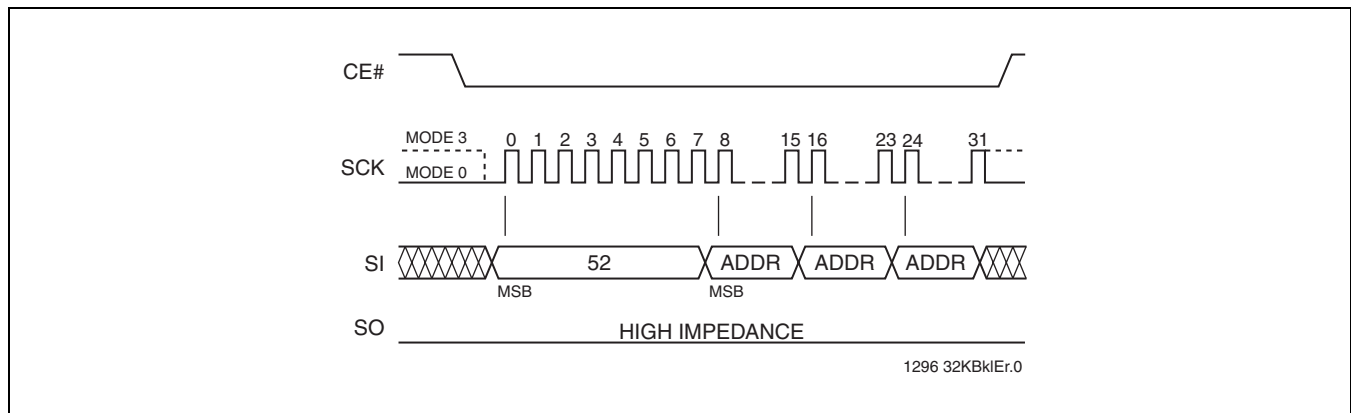 CE#
MODE 3
0 1 2 3 4 5 6 7 8 15 16 23 24 31
SCK
MODE 0
SI
52 ADDR ADDR ADDR
MSB MSB
SO
HIGH IMPEDANCE
1296 32KBklEr.0